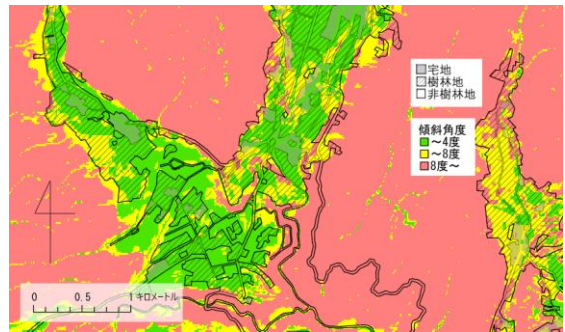 宅地
樹林地
非樹林地
傾斜角度
～4度
～8度
8度～
0 0.5 1 キロメートル